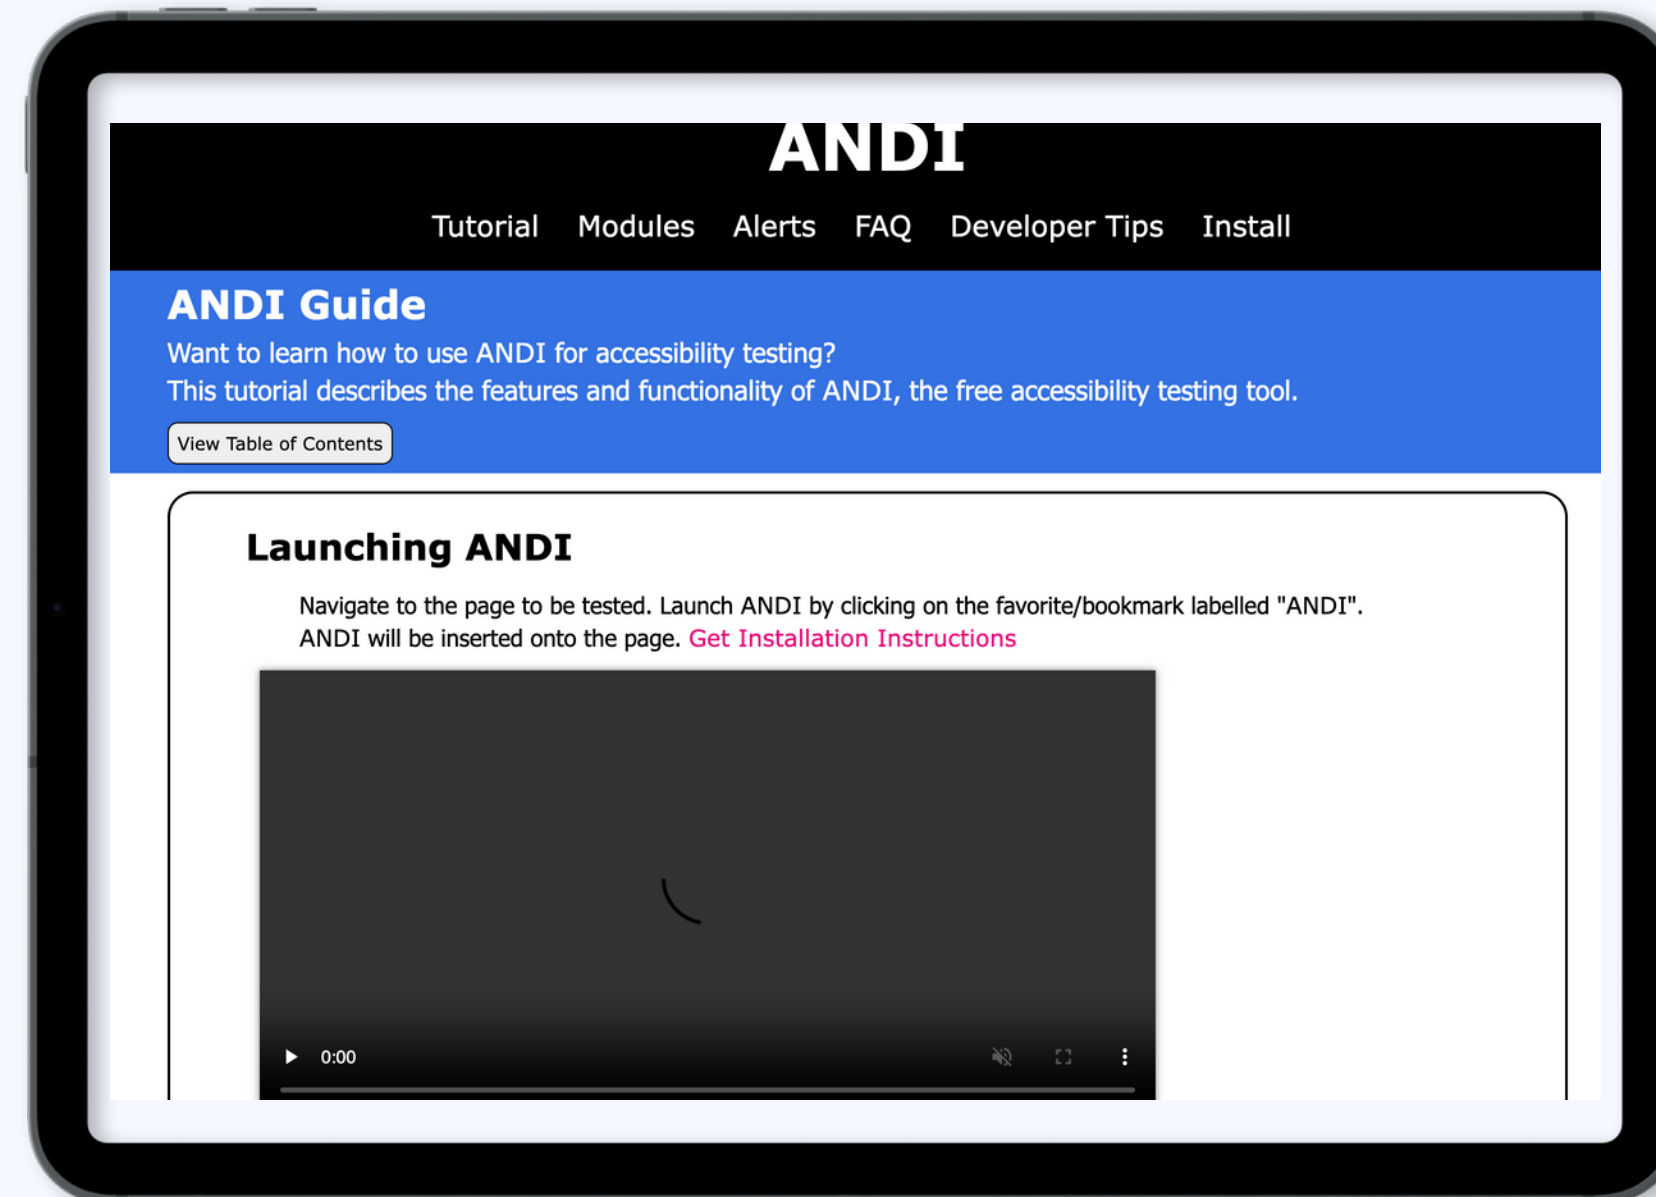 ANDI
Tutorial Modules Alerts FAQ Developer Tips Install
ANDI Guide
Want to learn how to use ANDI for accessibility testing?
This tutorial describes the features and functionality of ANDI, the free accessibility testing tool.
View Table of Contents
Launching ANDI
Navigate to the page to be tested. Launch ANDI by clicking on the favorite/bookmark labelled "ANDI".
ANDI will be inserted onto the page. Get Installation Instructions
0:00